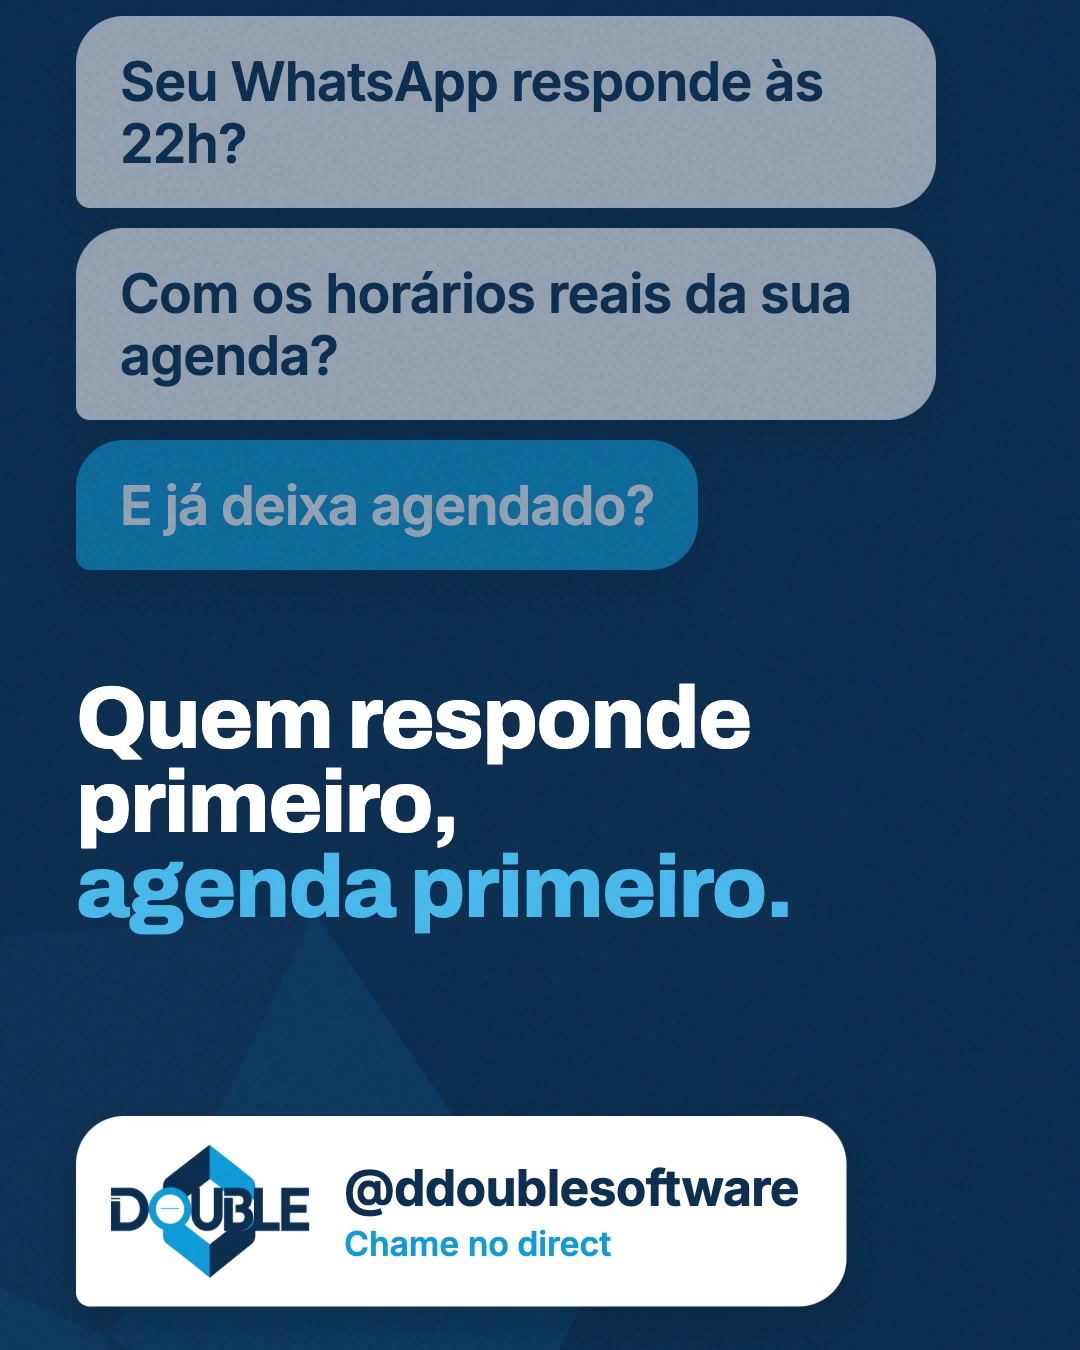 Seu WhatsApp responde às
22h?
Com os horários reais da sua
agenda?
E já deixa agendado?
Quem responde
primeiro,
agenda primeiro.
DOUBLE
@ddoublesoftware
Chame no direct